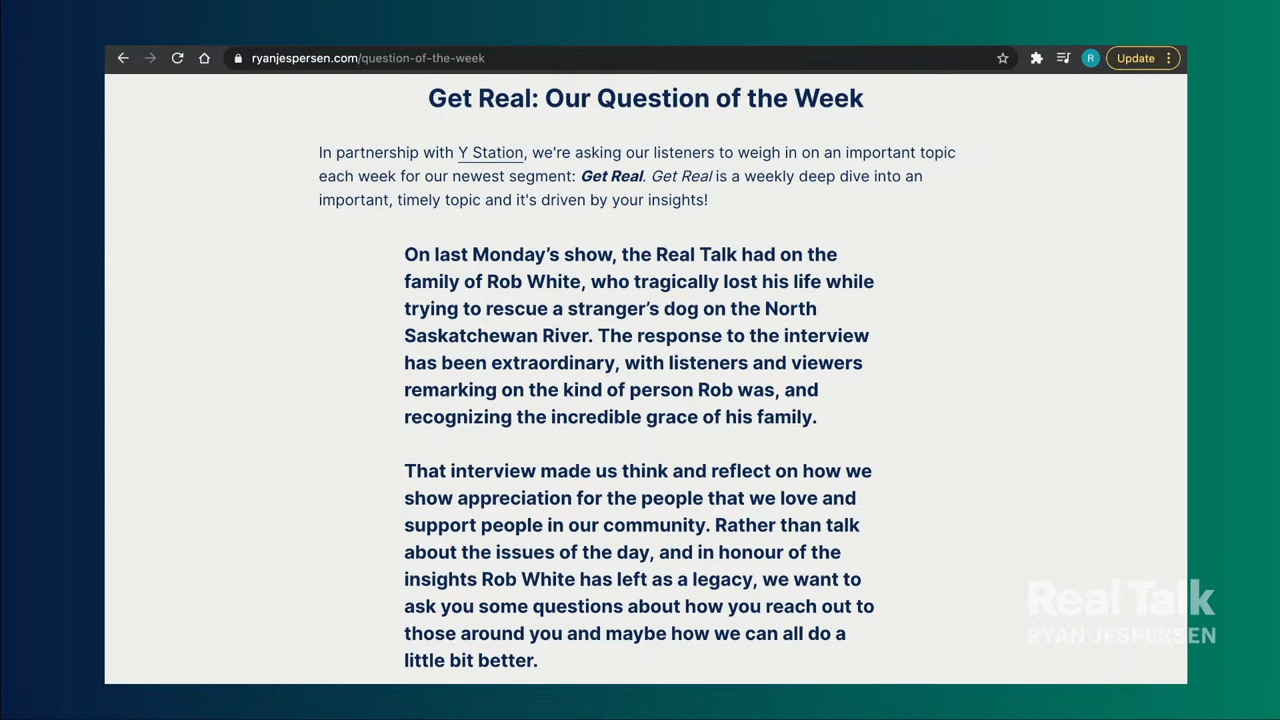 ryanjespersen.com/question-of-the-week
R
Update
Get Real: Our Question of the Week
In partnership with Y Station, we're asking our listeners to weigh in on an important topic
each week for our newest segment: Get Real. Get Real is a weekly deep dive into an
important, timely topic and it's driven by your insights!
On last Monday’s show, the Real Talk had on the
family of Rob White, who tragically lost his life while
trying to rescue a stranger’s dog on the North
Saskatchewan River. The response to the interview
has been extraordinary, with listeners and viewers
remarking on the kind of person Rob was, and
recognizing the incredible grace of his family.
That interview made us think and reflect on how we
show appreciation for the people that we love and
support people in our community. Rather than talk
about the issues of the day, and in honour of the
insights Rob White has left as a legacy, we want to
ask you some questions about how you reach out to
those around you and maybe how we can all do a
little bit better.
Real Talk
RYAN JESPERSEN